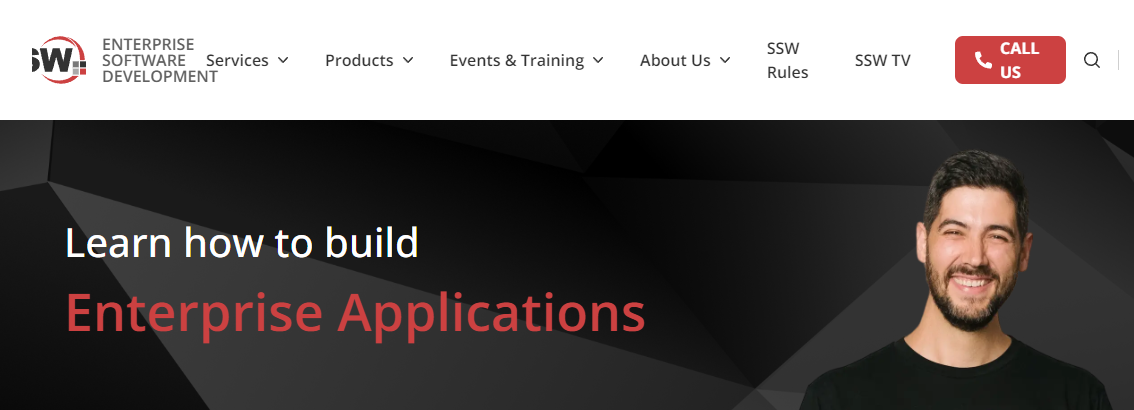 SW
ENTERPRISE
SOFTWARE
DEVELOPMENT
Services
Products
Events & Training
About Us
SSW
Rules
SSW TV
CALL
US
Learn how to build
Enterprise Applications